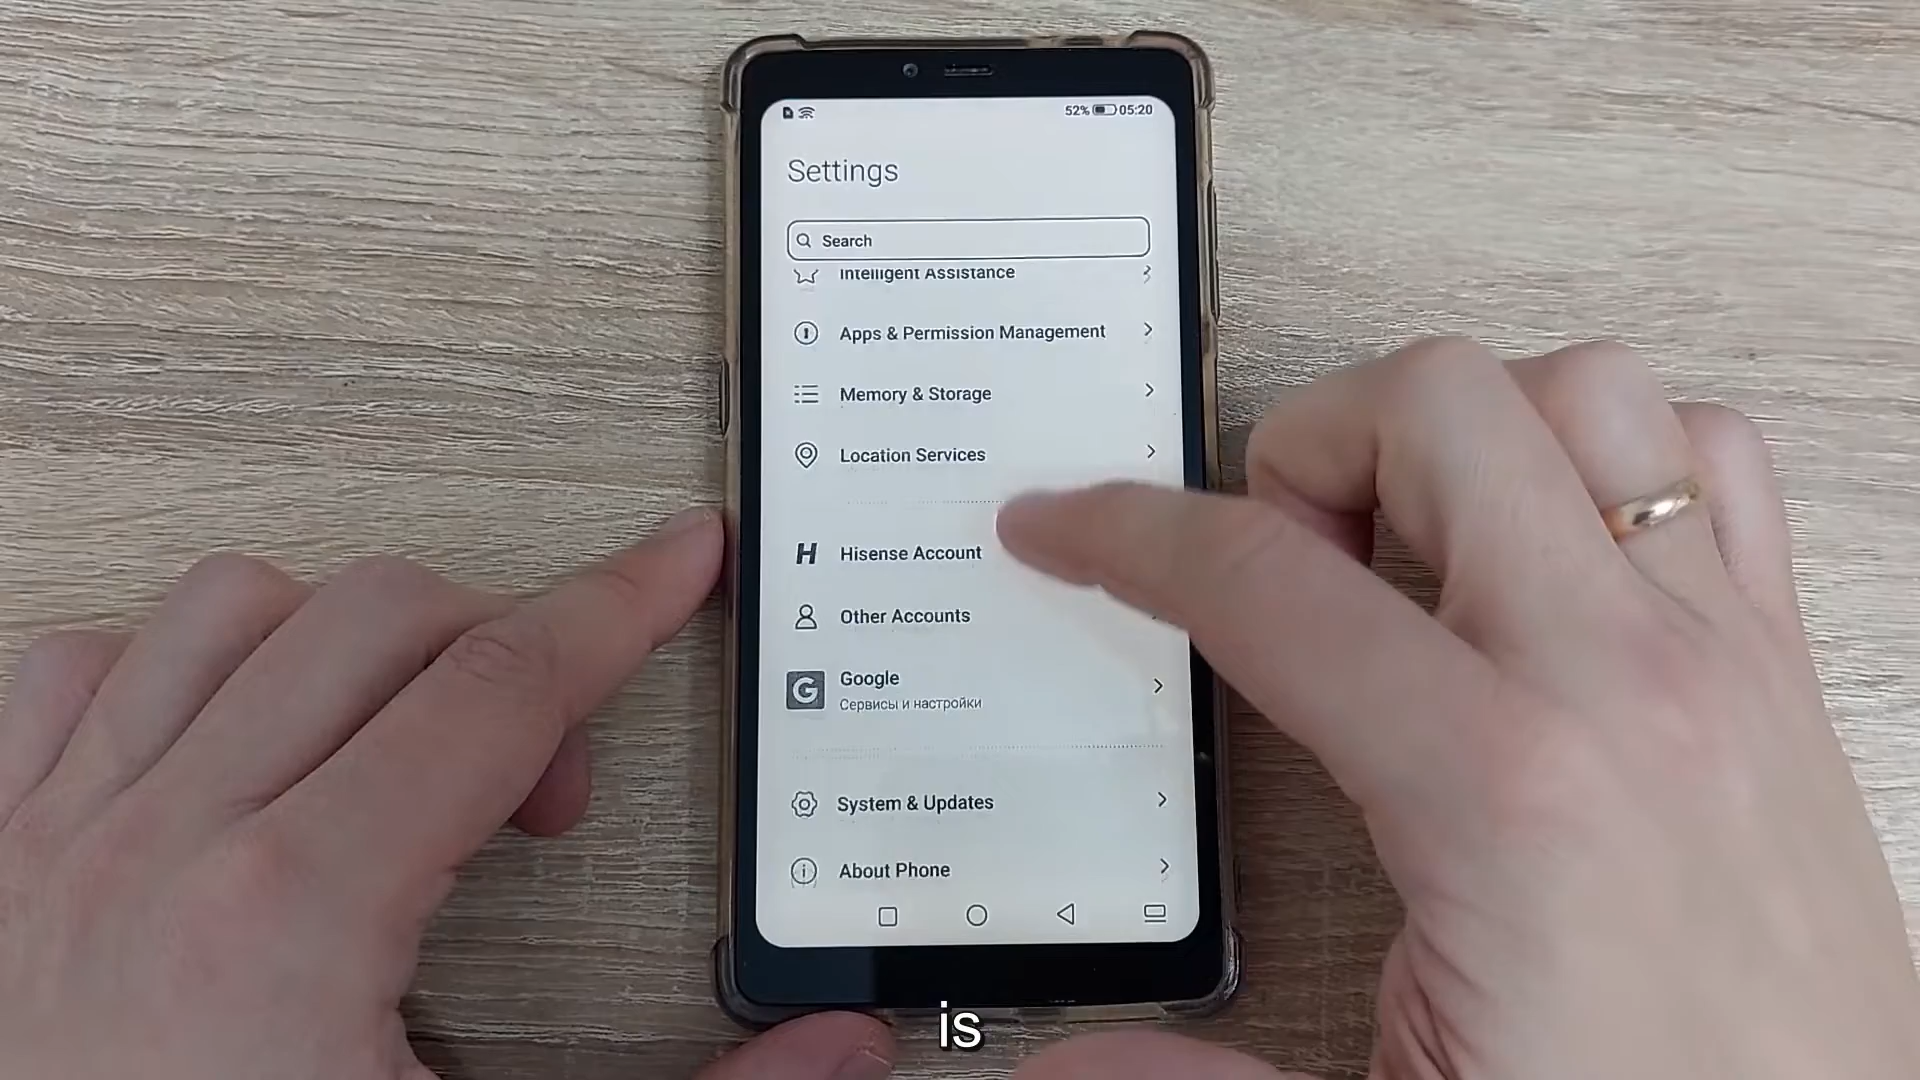 52% 05:20
Settings
Search
Intelligent Assistance
Apps & Permission Management
Memory & Storage
Location Services
H Hisense Account
Other Accounts
G Google
Сервисы и настройки
System & Updates
About Phone
is